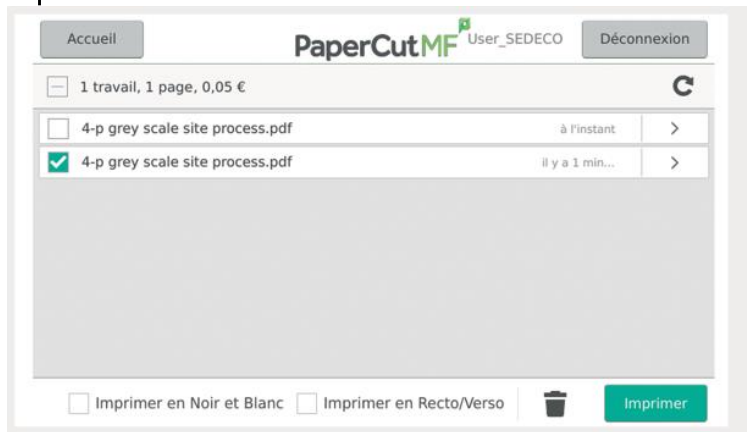 Accueil PaperCutMF User_SEDECO Déconnexion
1 travail, 1 page, 0,05 €
4-p grey scale site process.pdf à l'instant >
4-p grey scale site process.pdf il y a 1 min... >
Imprimer en Noir et Blanc Imprimer en Recto/Verso Imprimer